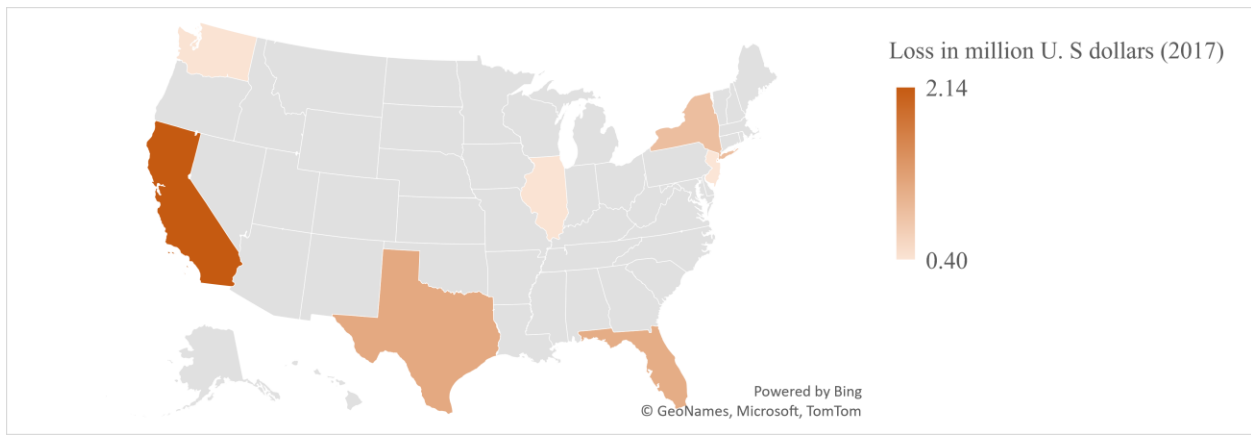 Loss in million U. S dollars (2017)
2.14
0.40
Powered by Bing
© GeoNames, Microsoft, TomTom